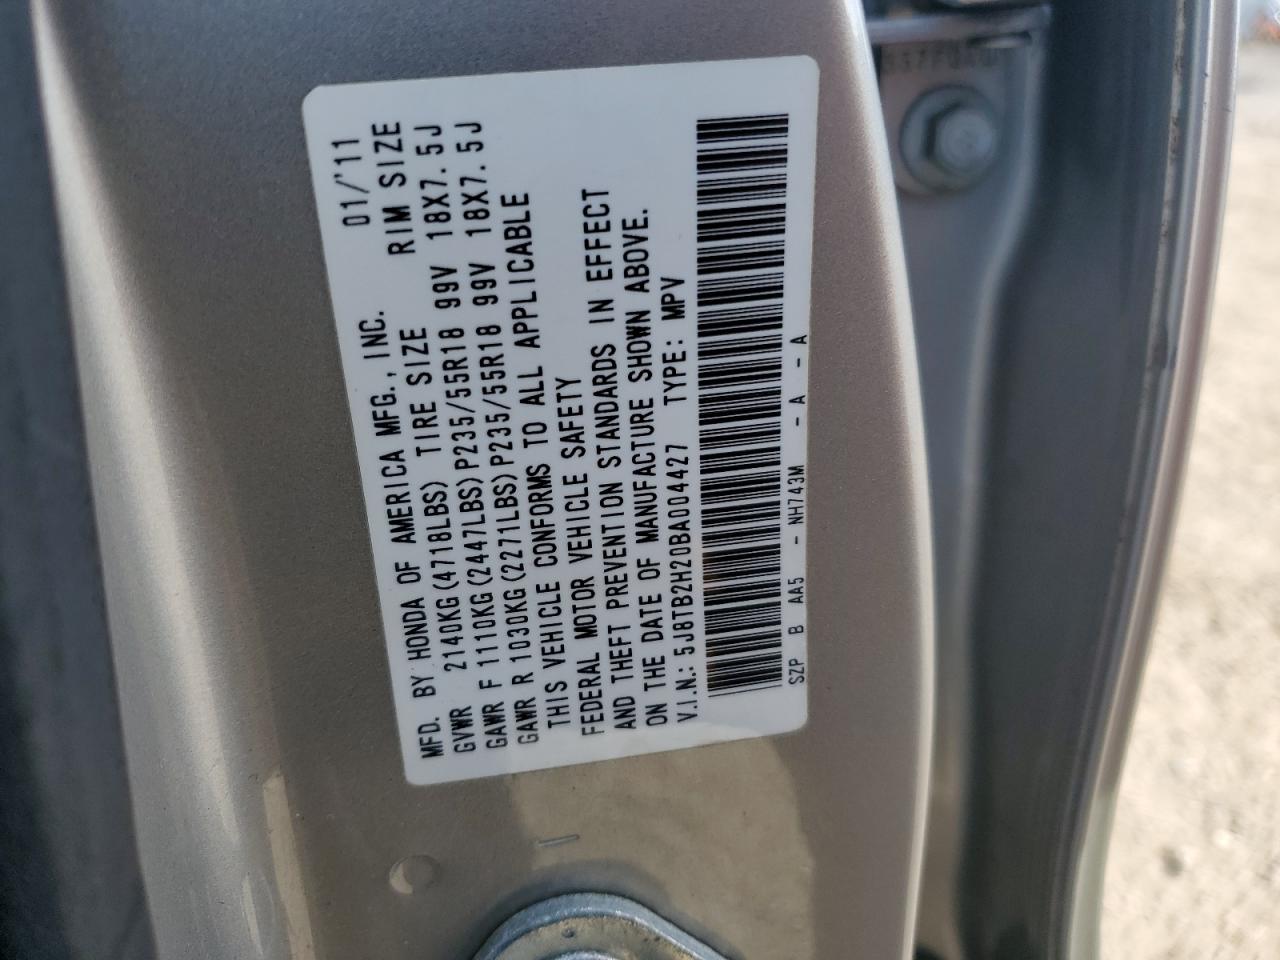 MFD. BY HONDA OF AMERICA MFG., INC. 01/'11
GVWR 2140KG(4718LBS) TIRE SIZE RIM SIZE
GAWR F 1110KG(2447LBS)P235/55R18 99V 18X7.5J
GAWR R 1030KG(2271LBS)P235/55R18 99V 18X7.5J
THIS VEHICLE CONFORMS TO ALL APPLICABLE
FEDERAL MOTOR VEHICLE SAFETY
AND THEFT PREVENTION STANDARDS IN EFFECT
ON THE DATE OF MANUFACTURE SHOWN ABOVE.
V.I.N.: 5J8TB2H20BA004427 TYPE: MPV
SZP B AA5 - NH743M - A - A